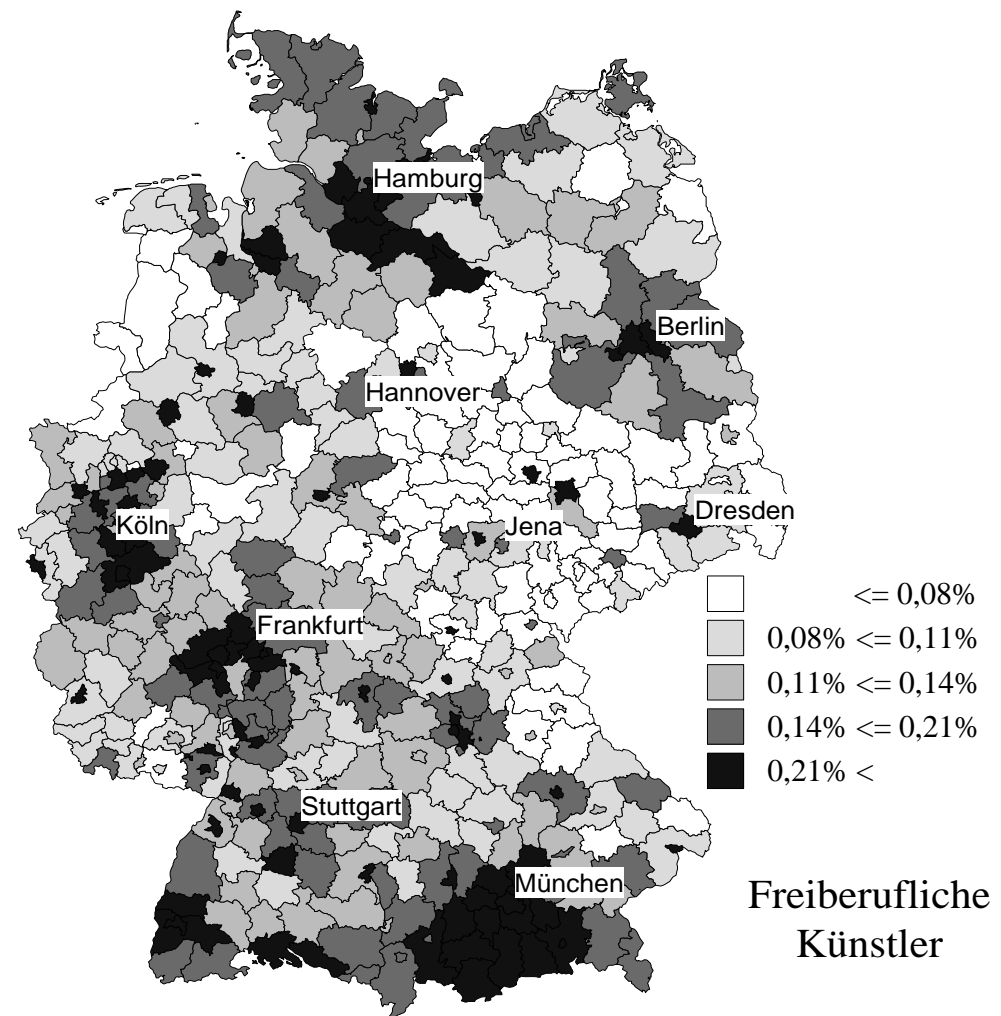 Hamburg
Berlin
Hannover
Köln
Jena
Dresden
<= 0,08%
Frankfurt
0,08% <= 0,11%
0,11% <= 0,14%
0,14% <= 0,21%
0,21% <
Stuttgart
München
Freiberufliche
Künstler